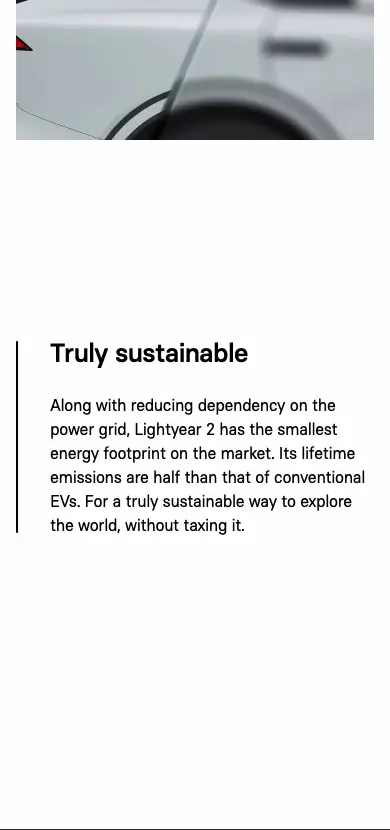 Truly sustainable
Along with reducing dependency on the
power grid, Lightyear 2 has the smallest
energy footprint on the market. Its lifetime
emissions are half than that of conventional
EVs. For a truly sustainable way to explore
the world, without taxing it.